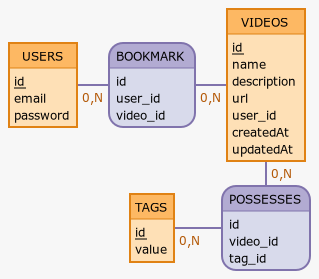 USERS
id
email
password
0,N
BOOKMARK
id
user_id
video_id
0,N
VIDEOS
id
name
description
url
user_id
createdAt
updatedAt
0,N
TAGS
id
value
0,N
POSSESSES
id
video_id
tag_id